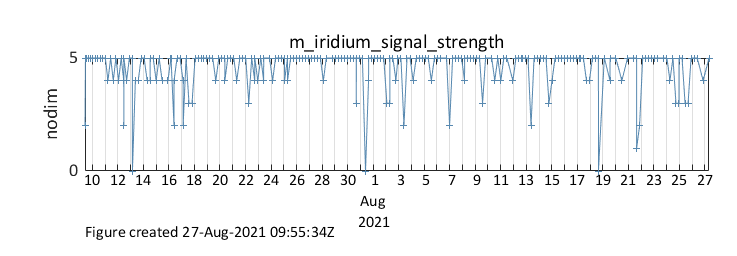 m_iridium_signal_strength
5
nodim
0
10 12 14 16 18 20 22 24 26 28 30 1 3 5 7 9 11 13 15 17 19 21 23 25 27
Aug
2021
Figure created 27-Aug-2021 09:55:34Z